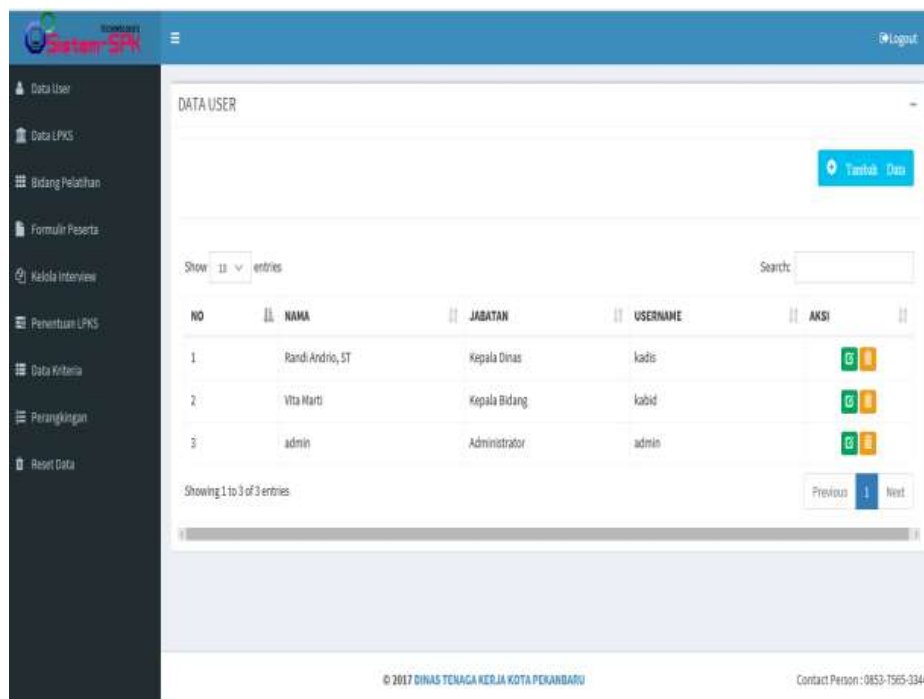 TECHNOLOGY
Sistem-SPK
Logout
Data User
Data LPKS
Bidang Pelatihan
Formulir Peserta
Kelola Interview
Penentuan LPKS
Data Kriteria
Perangkingan
Reset Data
DATA USER
Tambah Data
Show 10 entries
Search:
NO NAMA JABATAN USERNAME AKSI
1 Randi Andrio, ST Kepala Dinas kadis
2 Vita Marti Kepala Bidang kabid
3 admin Administrator admin
Showing 1 to 3 of 3 entries
Previous 1 Next
© 2017 DINAS TENAGA KERJA KOTA PEKANBARU
Contact Person : 0853-7565-334